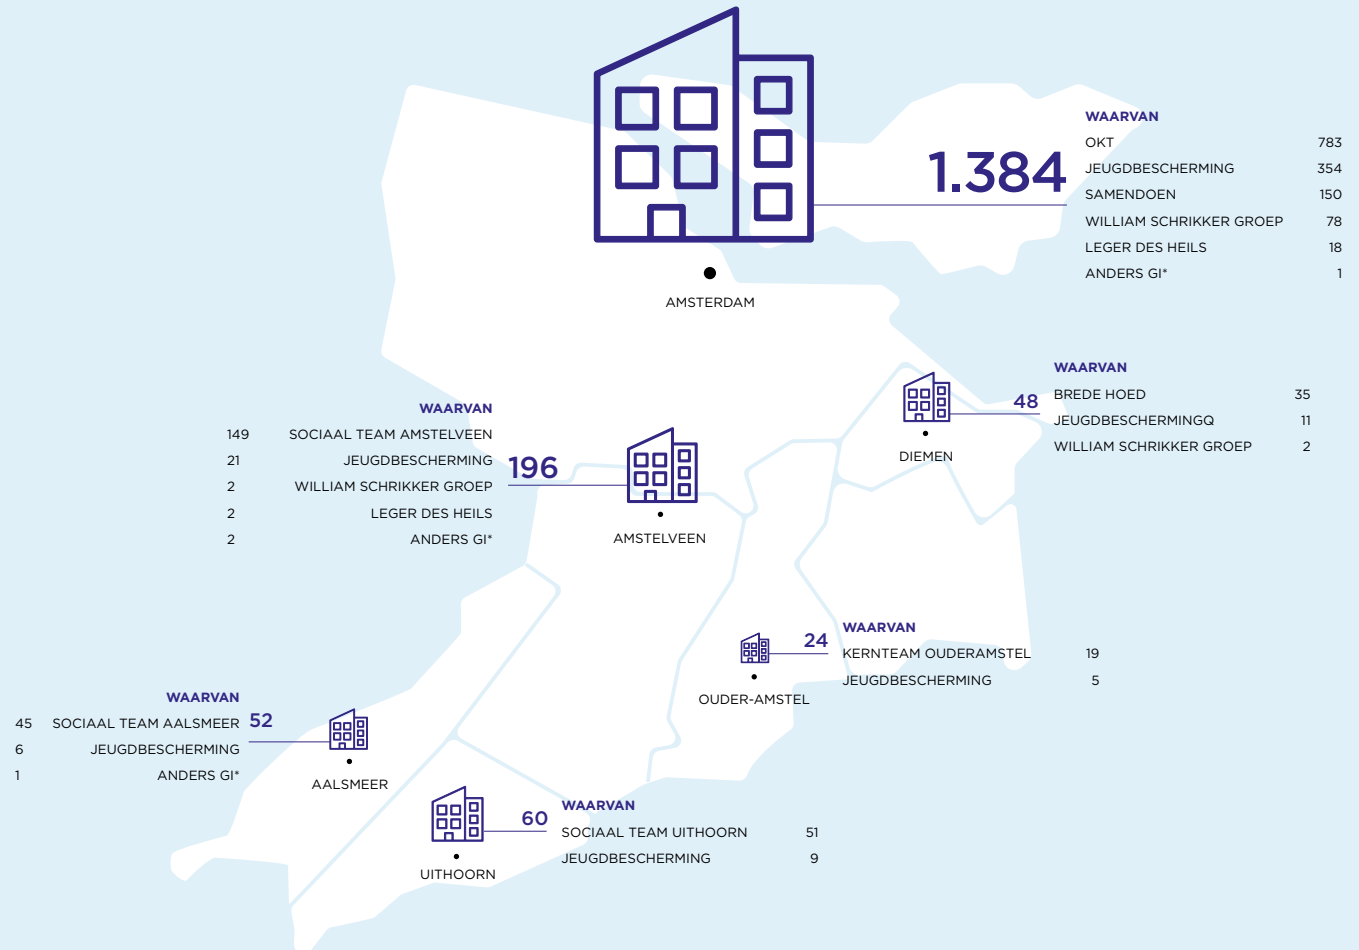 1.384
WAARVAN
OKT 783
JEUGDBESCHERMING 354
SAMENDOEN 150
WILLIAM SCHRIKKER GROEP 78
LEGER DES HEILS 18
ANDERS GI* 1
AMSTERDAM
48
WAARVAN
BREDE HOED 35
JEUGDBESCHERMINGQ 11
WILLIAM SCHRIKKER GROEP 2
DIEMEN
WAARVAN
149 SOCIAAL TEAM AMSTELVEEN
21 JEUGDBESCHERMING
2 WILLIAM SCHRIKKER GROEP
2 LEGER DES HEILS
2 ANDERS GI*
196
AMSTELVEEN
24
WAARVAN
KERNTEAM OUDERAMSTEL 19
JEUGDBESCHERMING 5
OUDER-AMSTEL
WAARVAN
45 SOCIAAL TEAM AALSMEER
6 JEUGDBESCHERMING
1 ANDERS GI*
52
AALSMEER
60
WAARVAN
SOCIAAL TEAM UITHOORN 51
JEUGDBESCHERMING 9
UITHOORN